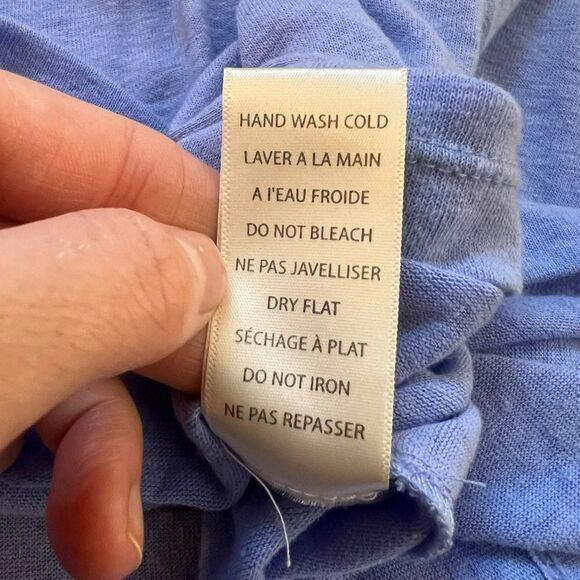 HAND WASH COLD
LAVER A LA MAIN
A I'EAU FROIDE
DO NOT BLEACH
NE PAS JAVELLISER
DRY FLAT
SÉCHAGE À PLAT
DO NOT IRON
NE PAS REPASSER